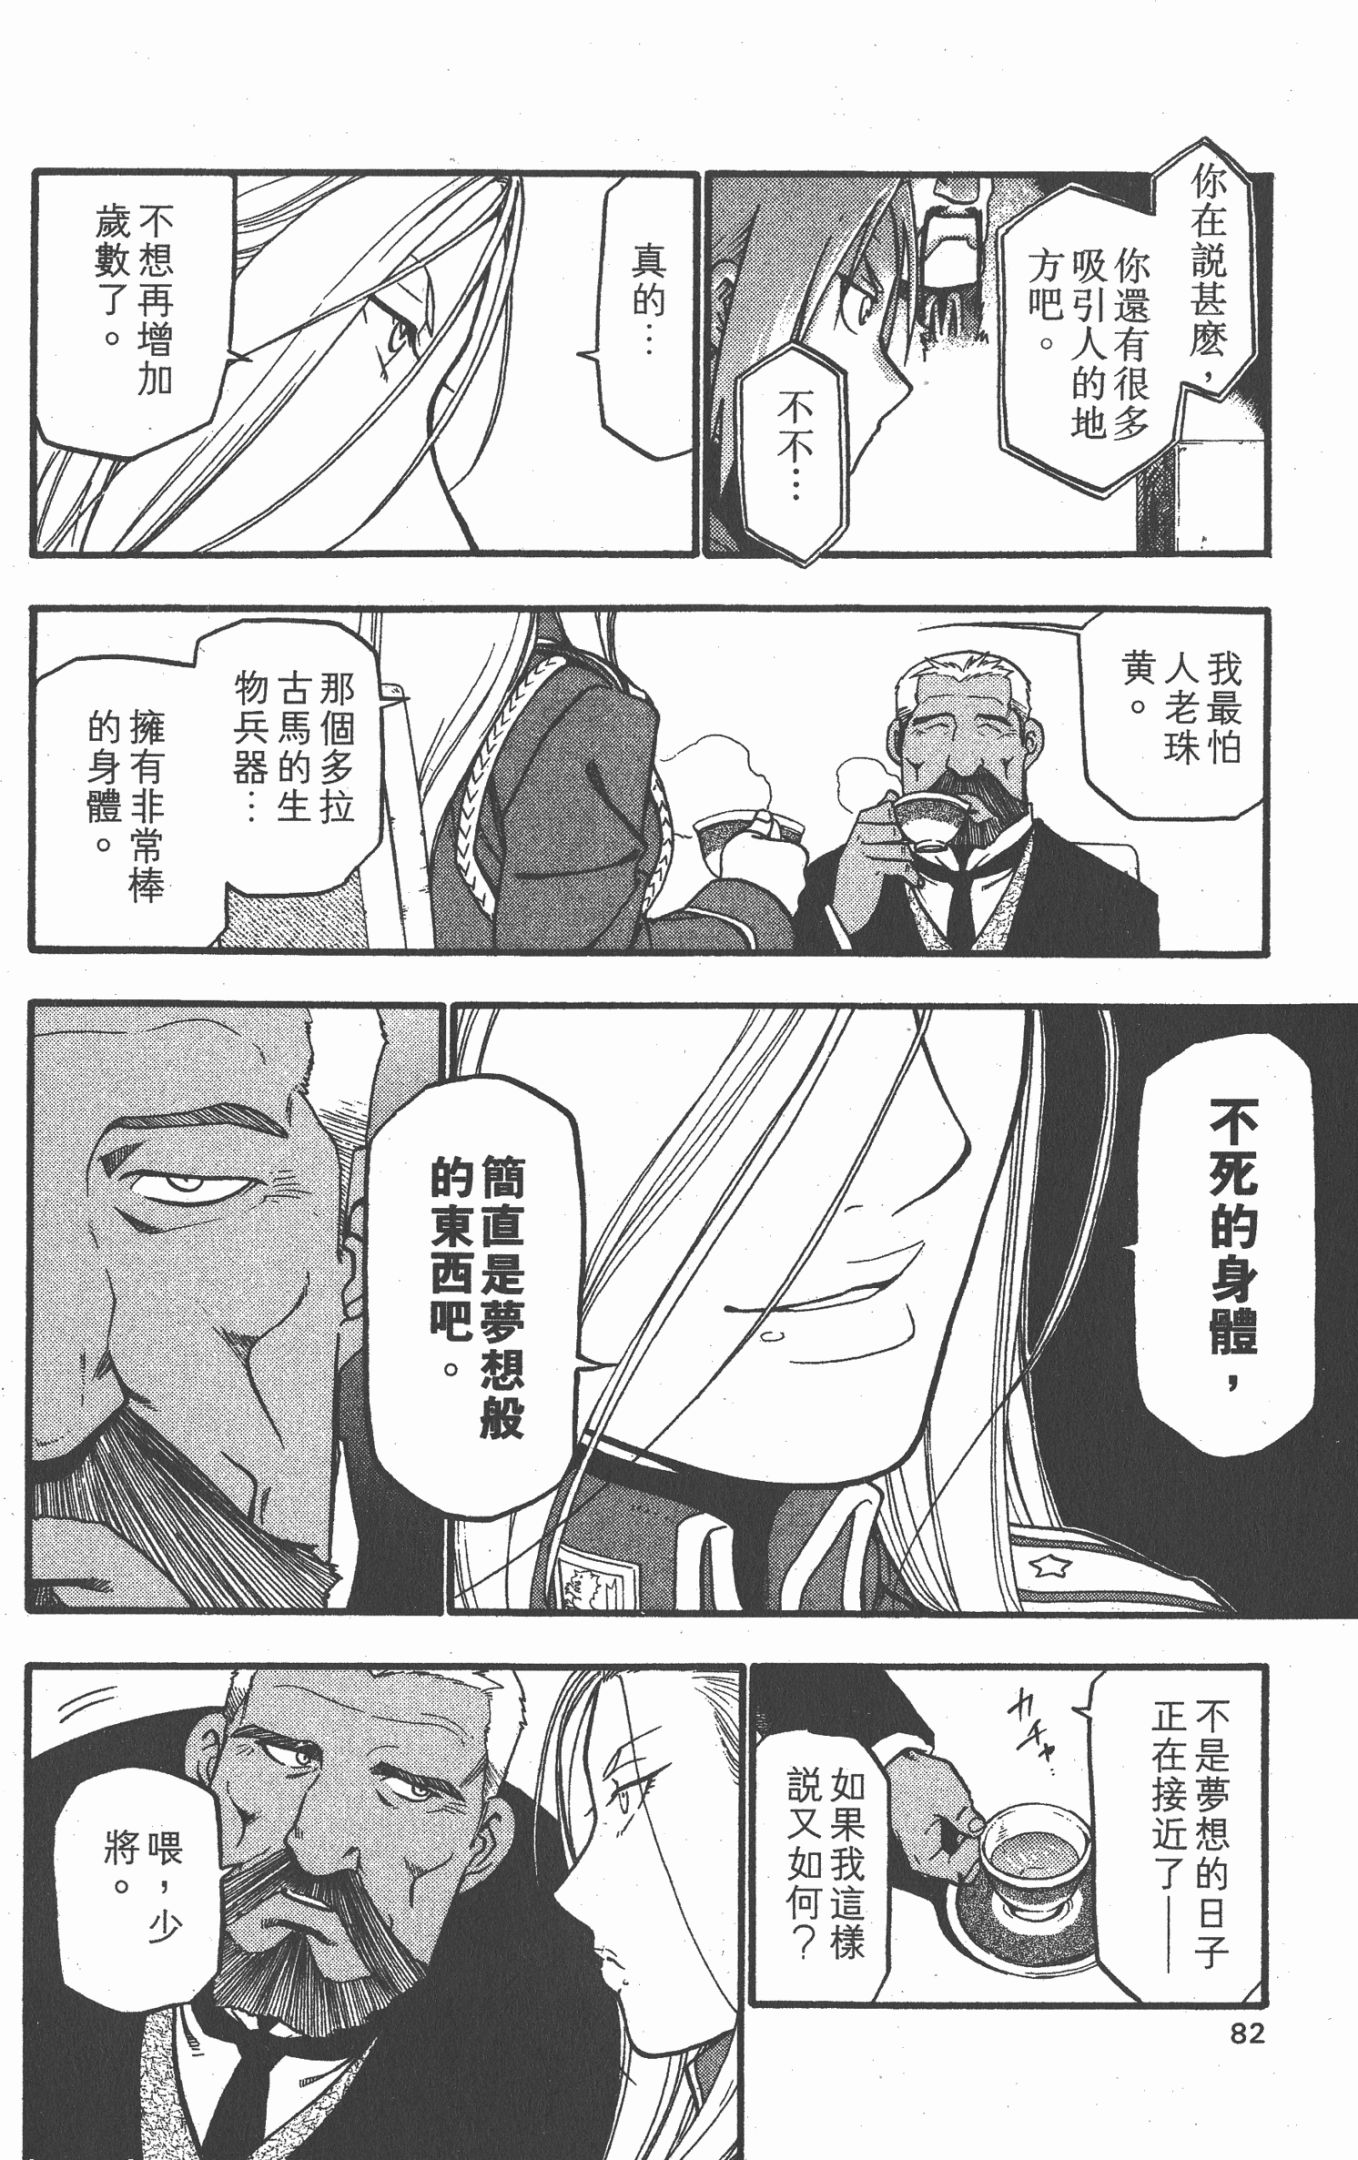 你在説甚麽，
你還有很多
吸引人的地
方吧。
不不…
真的…
不想再增加
歲數了。
我最怕
人老珠
黄。
那個多拉
古馬的生
物兵器…
擁有非常棒
的身體。
不死的身體，
簡直是夢想般
的東西吧。
不是夢想的日子
正在接近了——
カチャ…
如果我這樣
説又如何？
喂，少
將。
82